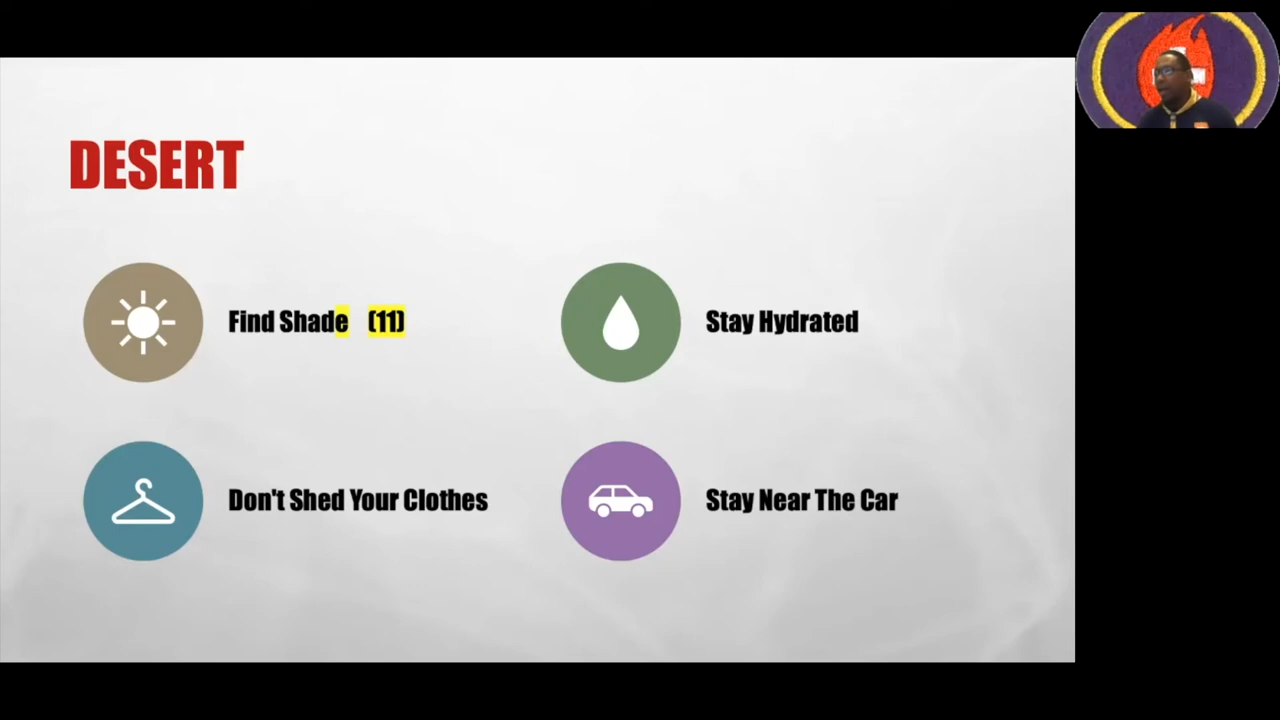 DESERT
Find Shade (11)
Stay Hydrated
Don't Shed Your Clothes
Stay Near The Car